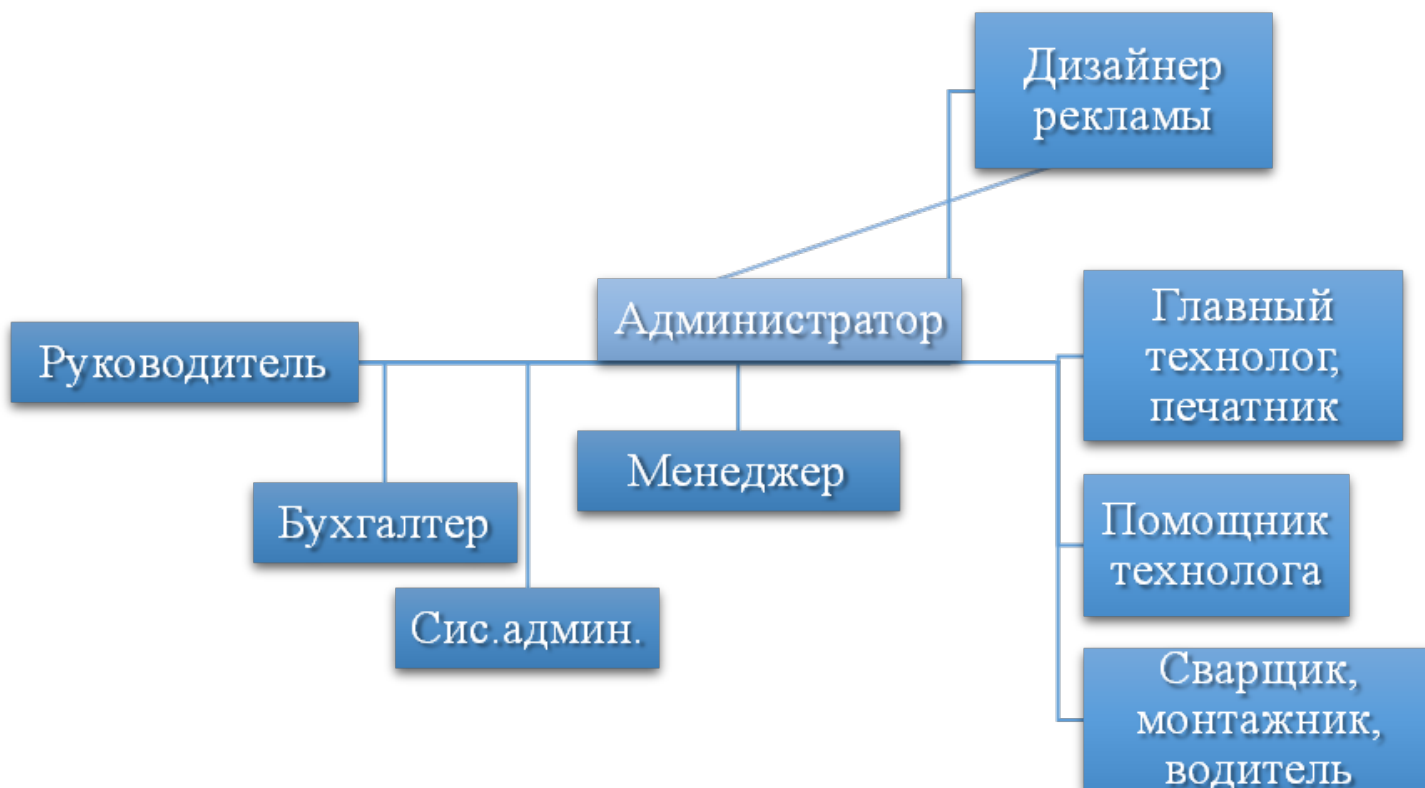 Дизайнер
рекламы
Администратор
Руководитель
Главный
технолог,
печатник
Менеджер
Бухгалтер
Помощник
технолога
Сис.админ.
Сварщик,
монтажник,
водитель